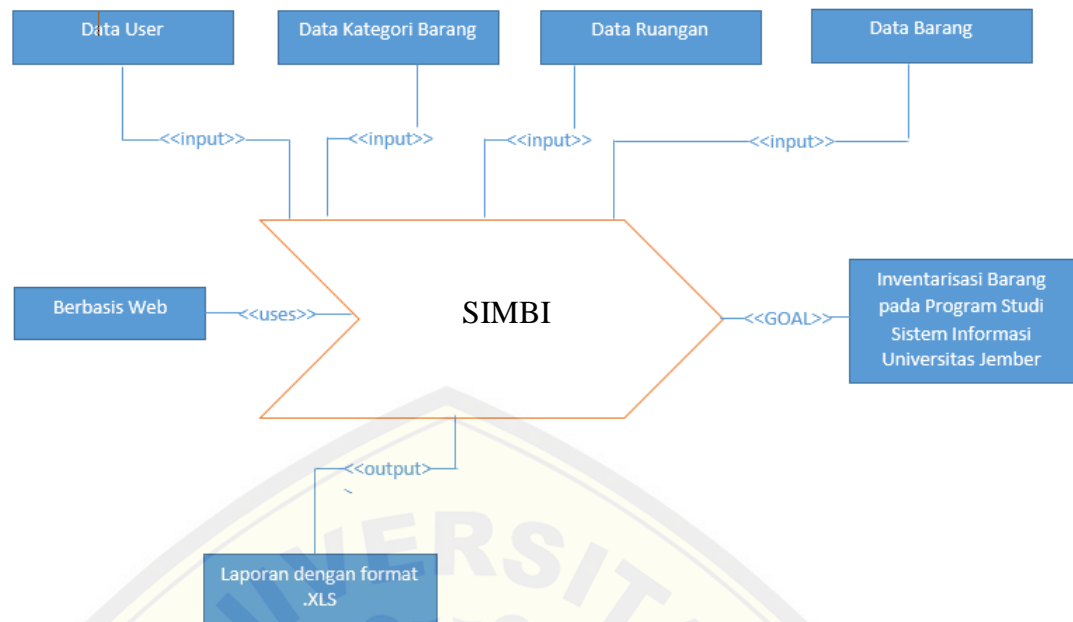 Data User
Data Kategori Barang
Data Ruangan
Data Barang
<<input>>
<<input>>
<<input>>
<<input>>
Berbasis Web
<<uses>>
SIMBI
<<GOAL>>
Inventarisasi Barang
pada Program Studi
Sistem Informasi
Universitas Jember
<<output>
Laporan dengan format
.XLS